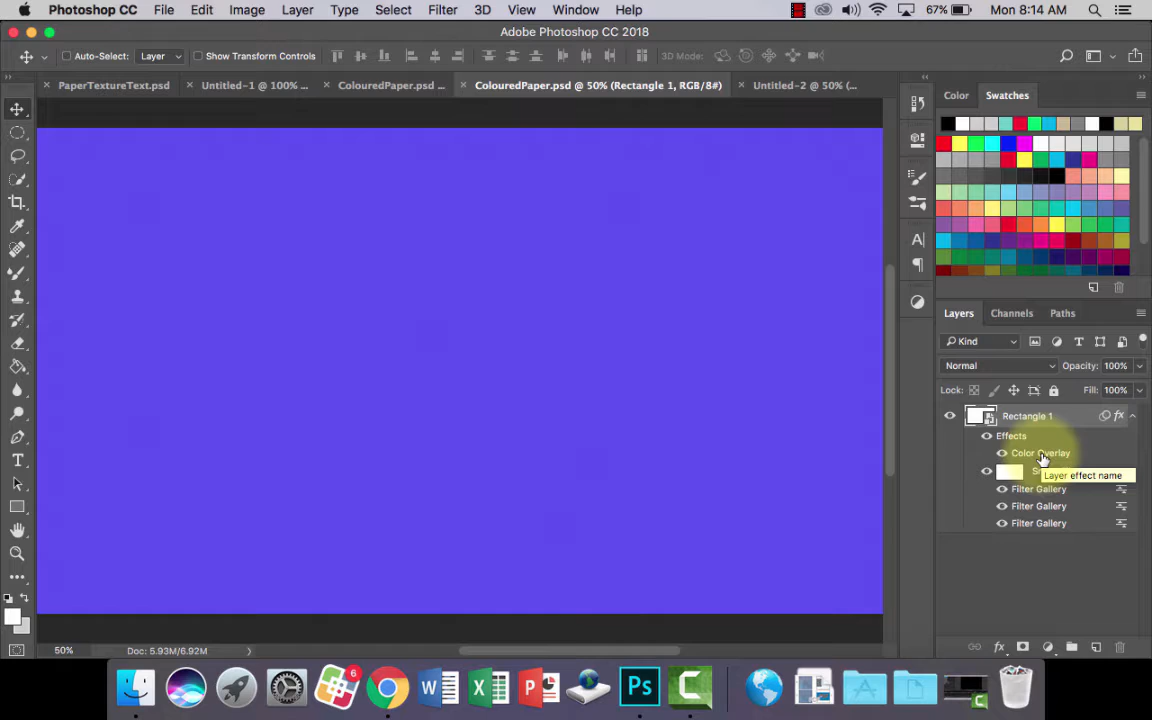 Photoshop CC File Edit Image Layer Type Select Filter 3D View Window Help 67% Mon 8:14 AM
Adobe Photoshop CC 2018
Auto-Select: Layer Show Transform Controls 3D Mode:
PaperTextureText.psd Untitled-1 @ 100% ... ColouredPaper.psd ... ColouredPaper.psd @ 50% (Rectangle 1, RGB/8#) Untitled-2 @ 50% (...
Color Swatches
Layers Channels Paths
Kind
Normal Opacity: 100%
Lock: Fill: 100%
Rectangle 1 fx
Effects
Color Overlay
Layer effect name
Filter Gallery
Filter Gallery
Filter Gallery
50% Doc: 5.93M/6.92M
fx
6
W X P Ps C